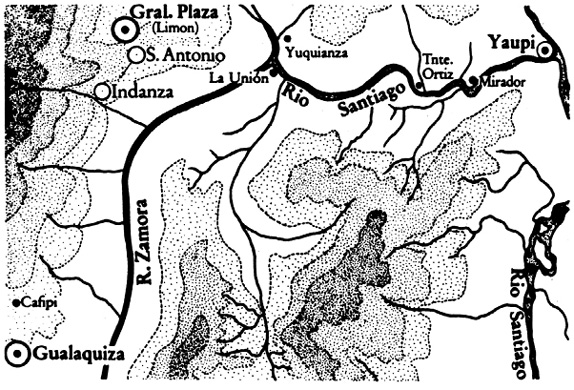 Gral. Plaza
(Limon)
S. Antonio
Indanza
Yuquianza
La Unión
Tnte.
Ortiz
Yaupi
Mirador
Rio Santiago
R. Zamora
Cafipi
Gualaquiza
Rio Santiago